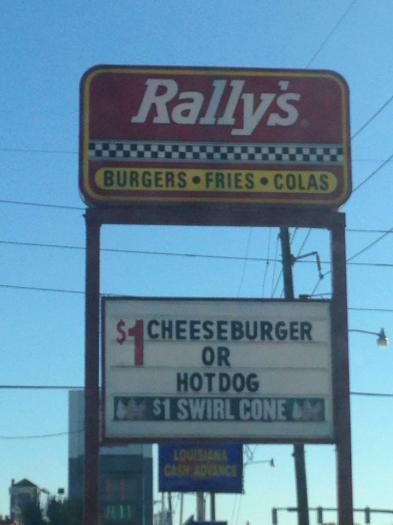 Rally's
BURGERS • FRIES • COLAS
$1 CHEESEBURGER
OR
HOTDOG
$1 SWIRL CONE
LOUISIANA
CASH ADVANCE